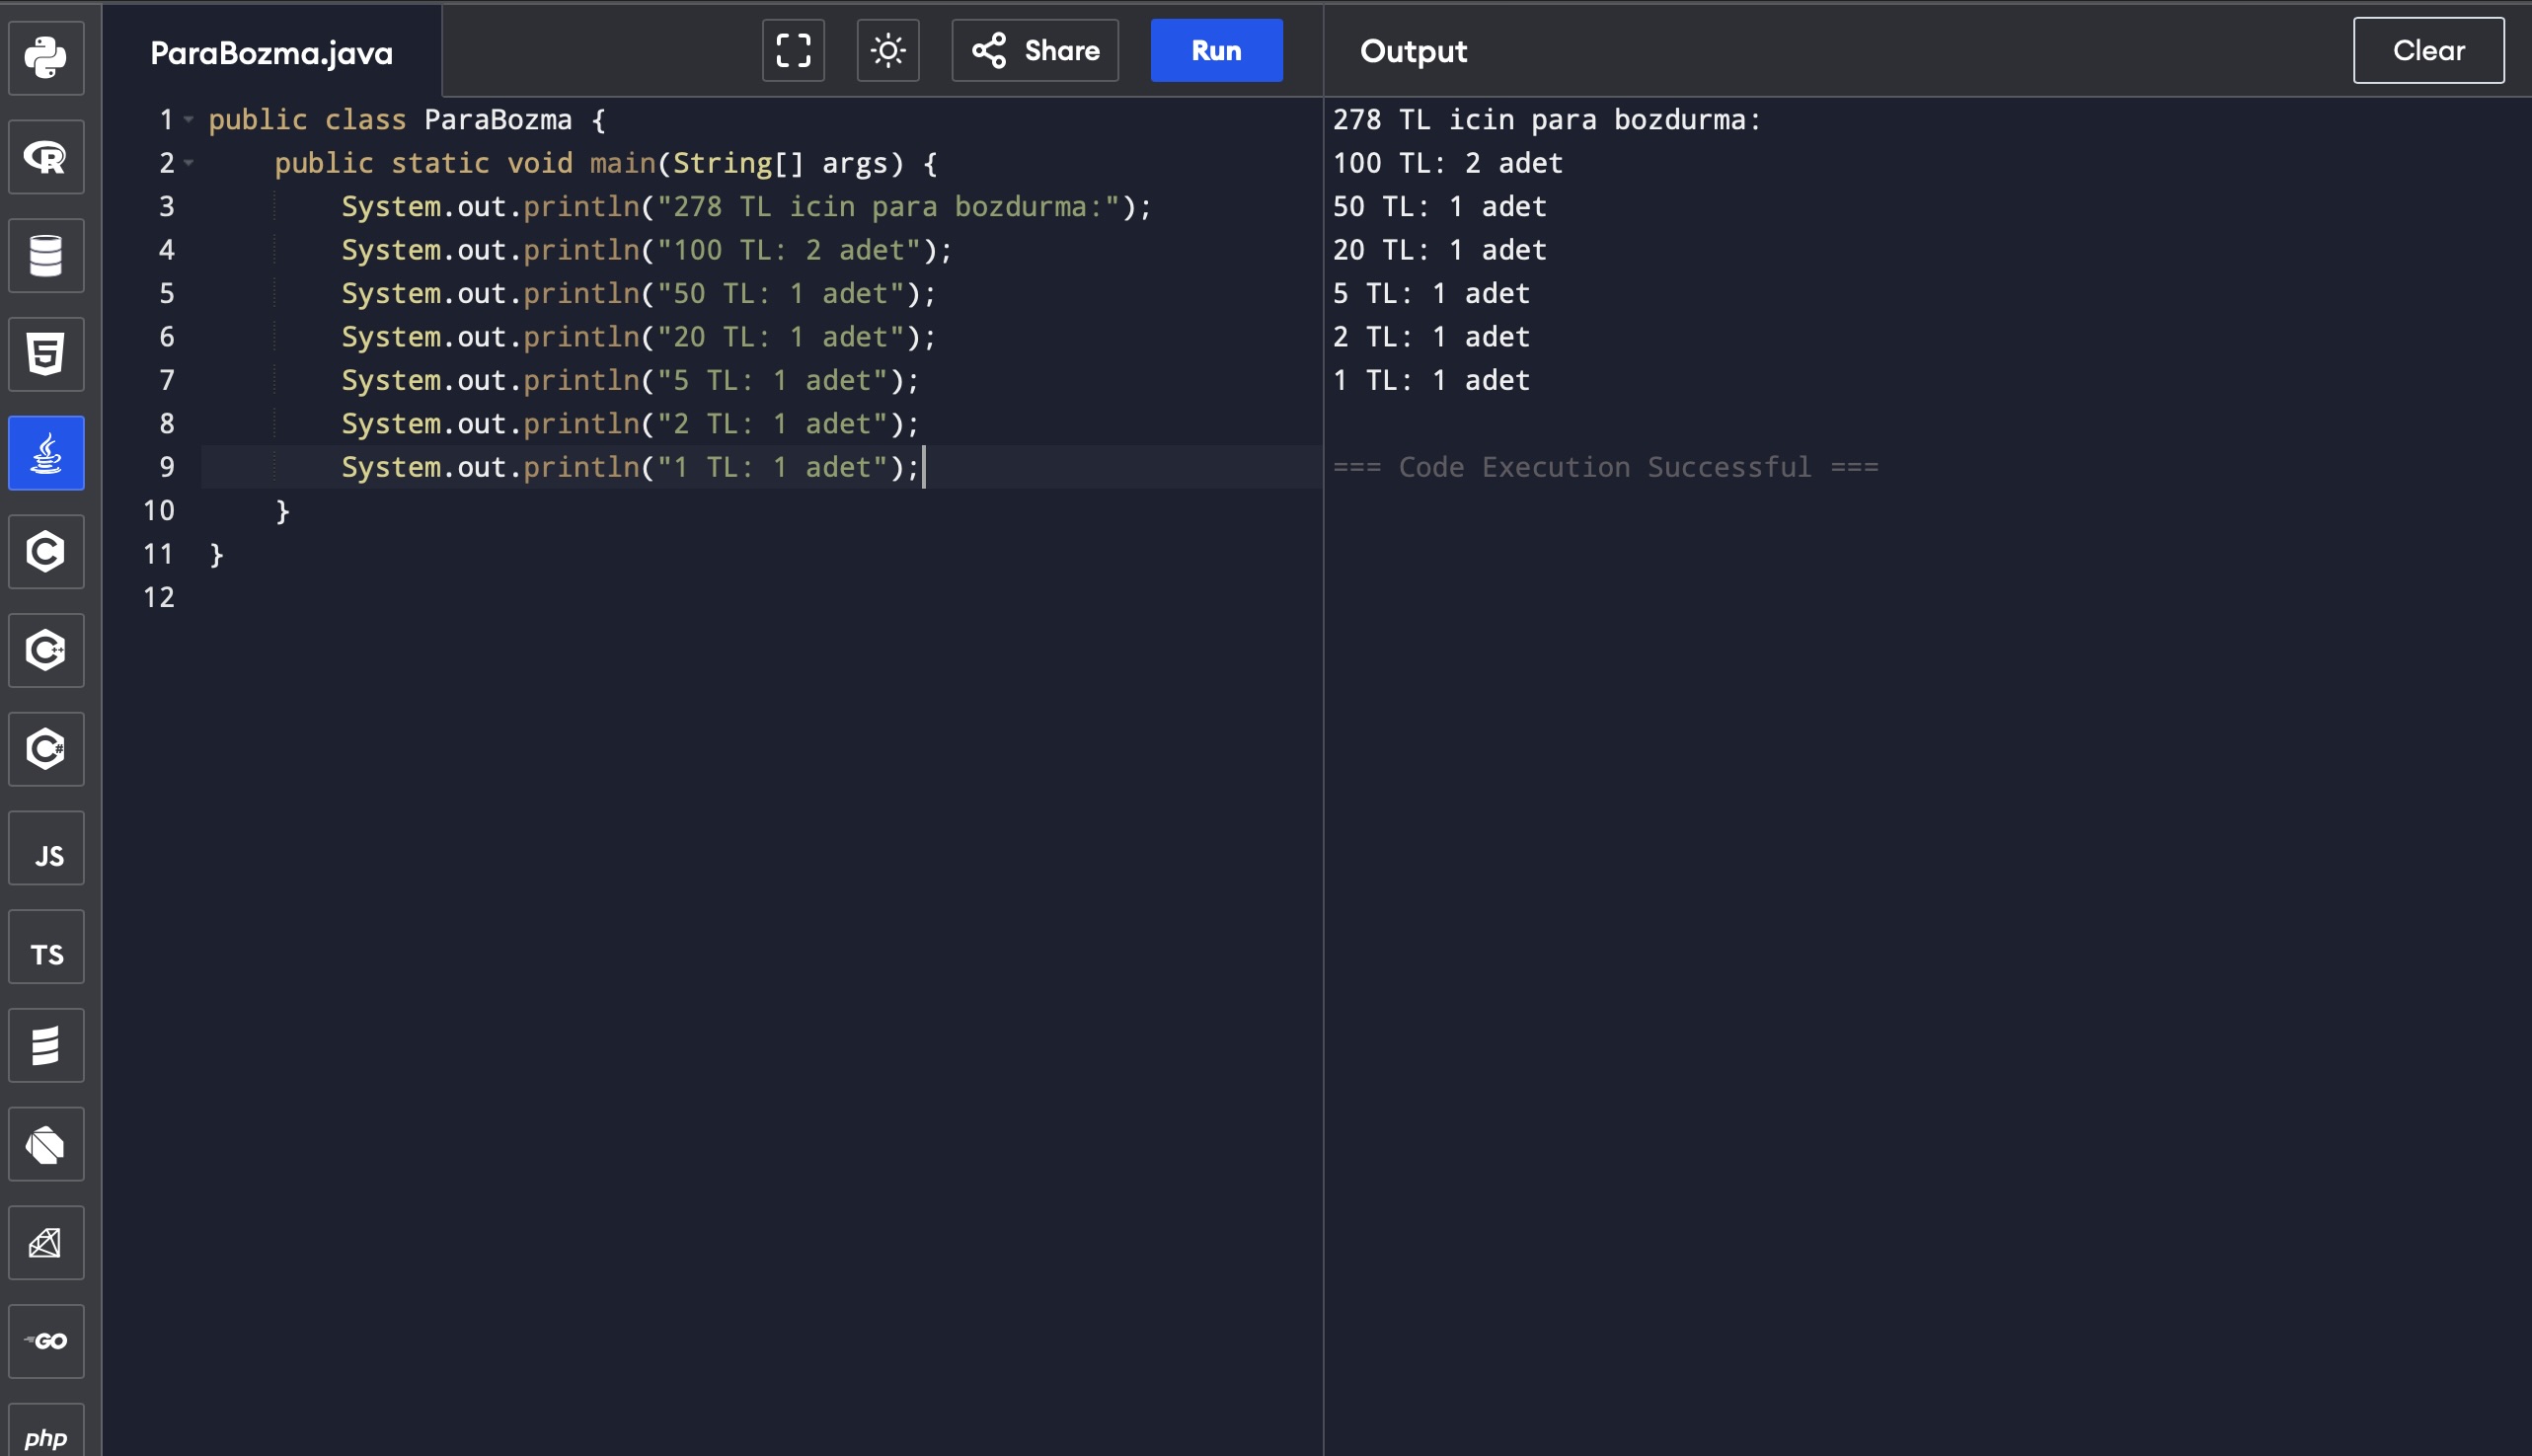 ParaBozma.java
Share
Run
Output
Clear
1 public class ParaBozma {
2     public static void main(String[] args) {
3         System.out.println("278 TL icin para bozdurma:");
4         System.out.println("100 TL: 2 adet");
5         System.out.println("50 TL: 1 adet");
6         System.out.println("20 TL: 1 adet");
7         System.out.println("5 TL: 1 adet");
8         System.out.println("2 TL: 1 adet");
9         System.out.println("1 TL: 1 adet");
10     }
11 }
12
278 TL icin para bozdurma:
100 TL: 2 adet
50 TL: 1 adet
20 TL: 1 adet
5 TL: 1 adet
2 TL: 1 adet
1 TL: 1 adet
=== Code Execution Successful ===
R
5
C
C++
C#
JS
TS
GO
php